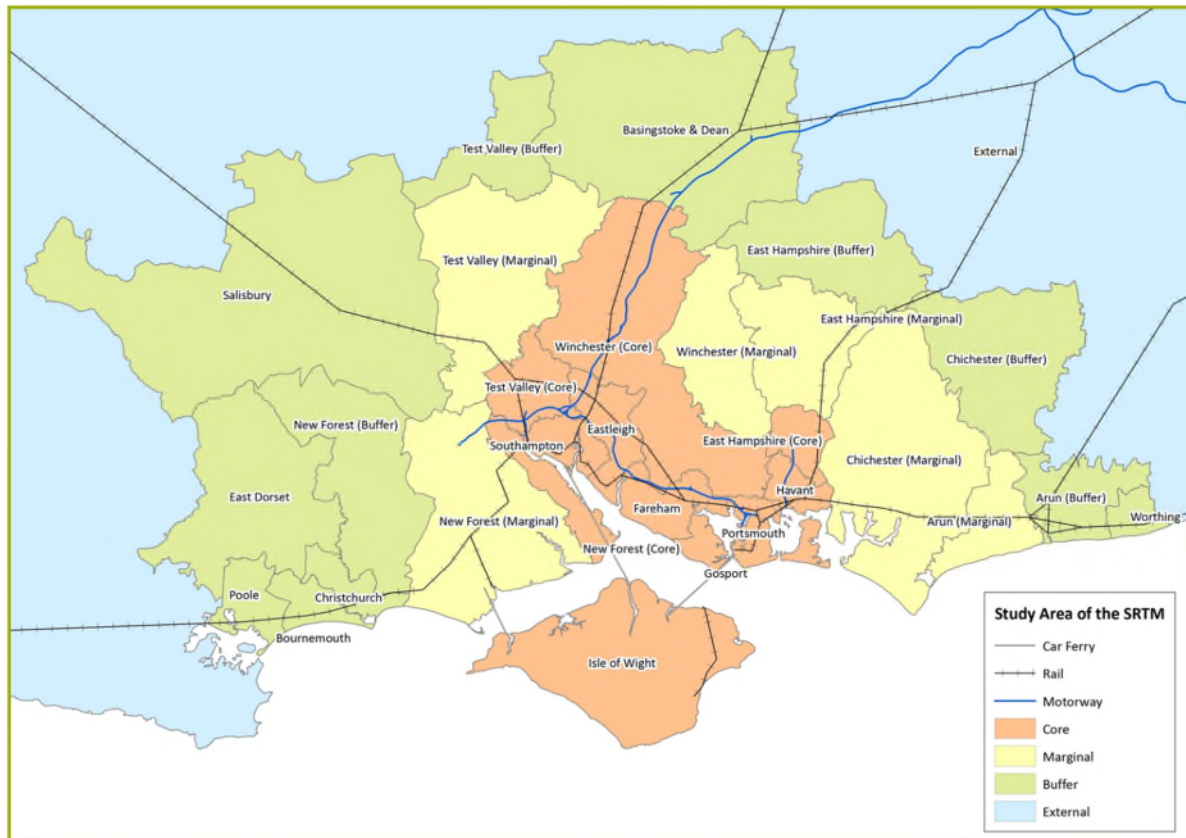 Basingstoke & Dean
Test Valley (Buffer)
External
East Hampshire (Buffer)
Test Valley (Marginal)
Salisbury
East Hampshire (Marginal)
Winchester (Core)
Winchester (Marginal)
Chichester (Buffer)
Test Valley (Core)
New Forest (Buffer)
Eastleigh
East Hampshire (Core)
Southampton
Chichester (Marginal)
Havant
East Dorset
Arun (Buffer)
Fareham
Worthing
New Forest (Marginal)
Arun (Marginal)
Portsmouth
New Forest (Core)
Gosport
Poole
Christchurch
Bournemouth
Isle of Wight
Study Area of the SRTM
Car Ferry
Rail
Motorway
Core
Marginal
Buffer
External